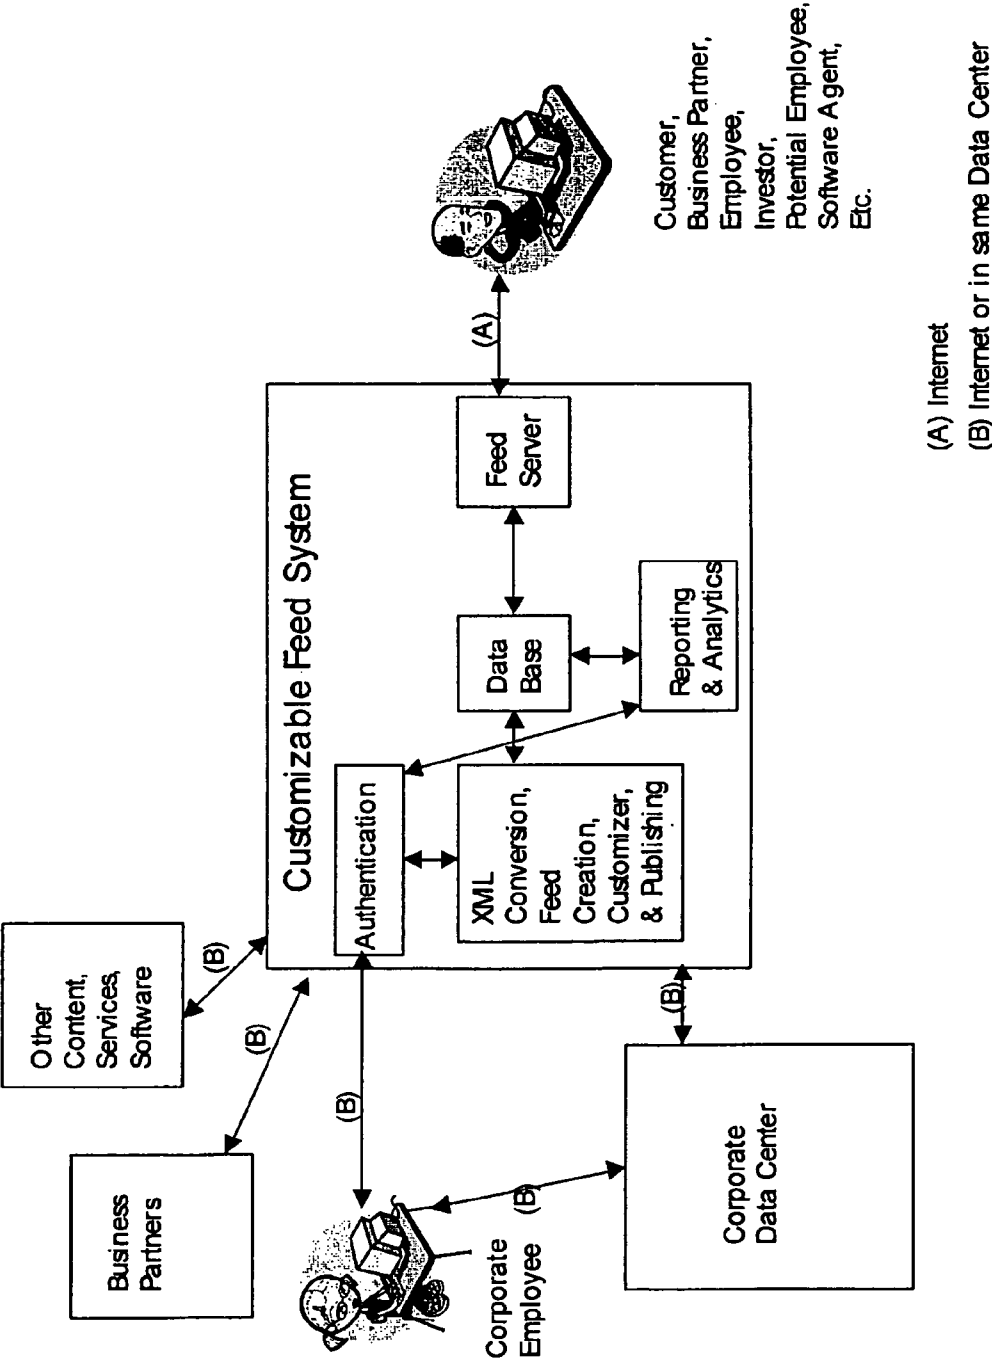 Other
Content,
Services,
Software
Business
Partners
(B)
(B)
Customizable Feed System
Authentication
XML
Conversion,
Feed
Creation,
Customizer,
& Publishing
Data
Base
Feed
Server
Reporting
& Analytics
(A)
(B)
Corporate
Employee
(B)
(B)
Corporate
Data Center
Customer,
Business Partner,
Employee,
Investor,
Potential Employee,
Software Agent,
Etc.
(A) Internet
(B) Internet or in same Data Center